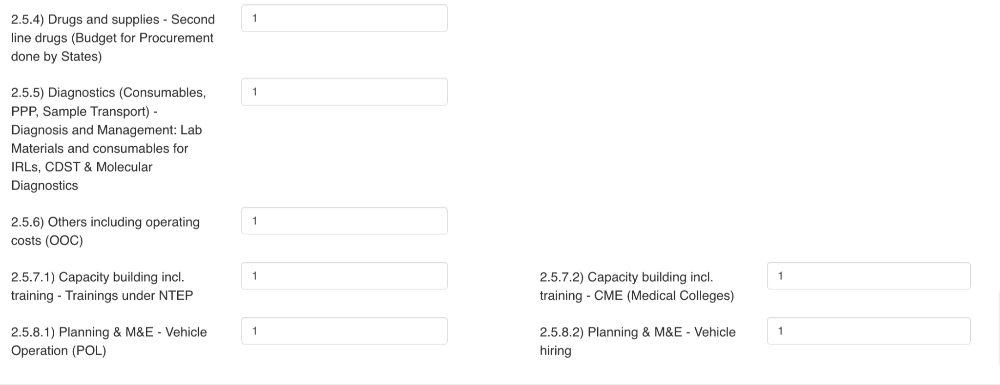 2.5.4) Drugs and supplies - Second
line drugs (Budget for Procurement
done by States)
1
2.5.5) Diagnostics (Consumables,
PPP, Sample Transport) -
Diagnosis and Management: Lab
Materials and consumables for
IRLs, CDST & Molecular
Diagnostics
1
2.5.6) Others including operating
costs (OOC)
1
2.5.7.1) Capacity building incl.
training - Trainings under NTEP
1
2.5.7.2) Capacity building incl.
training - CME (Medical Colleges)
1
2.5.8.1) Planning & M&E - Vehicle
Operation (POL)
1
2.5.8.2) Planning & M&E - Vehicle
hiring
1